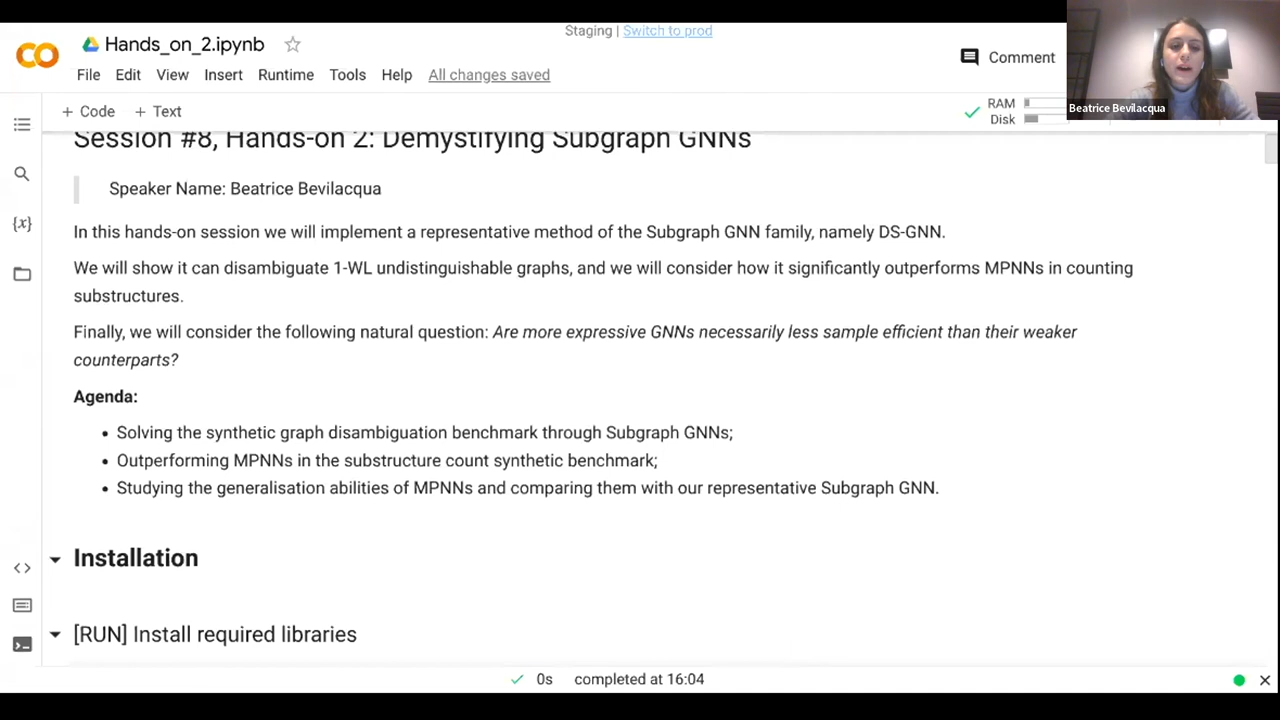 Staging | Switch to prod
Hands_on_2.ipynb
Comment
File Edit View Insert Runtime Tools Help All changes saved
+ Code + Text
RAM
Disk
Beatrice Bevilacqua
Session #8, Hands-on 2: Demystifying Subgraph GNNs
Speaker Name: Beatrice Bevilacqua
In this hands-on session we will implement a representative method of the Subgraph GNN family, namely DS-GNN.
We will show it can disambiguate 1-WL undistinguishable graphs, and we will consider how it significantly outperforms MPNNs in counting
substructures.
Finally, we will consider the following natural question: Are more expressive GNNs necessarily less sample efficient than their weaker
counterparts?
Agenda:
• Solving the synthetic graph disambiguation benchmark through Subgraph GNNs;
• Outperforming MPNNs in the substructure count synthetic benchmark;
• Studying the generalisation abilities of MPNNs and comparing them with our representative Subgraph GNN.
Installation
[RUN] Install required libraries
0s completed at 16:04